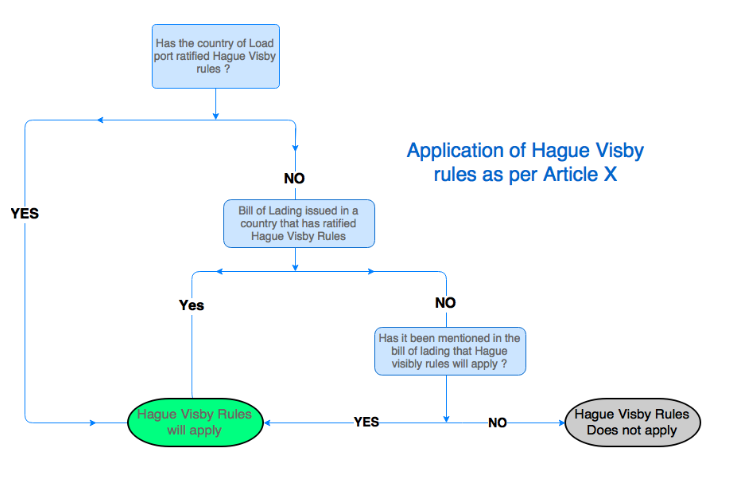 Has the country of Load
port ratified Hague Visby
rules ?
Application of Hague Visby
rules as per Article X
NO
YES
Bill of Lading issued in a
country that has ratified
Hague Visby Rules
Yes
NO
Has it been mentioned in the
bill of lading that Hague
visibly rules will apply ?
Hague Visby Rules
will apply
YES
NO
Hague Visby Rules
Does not apply